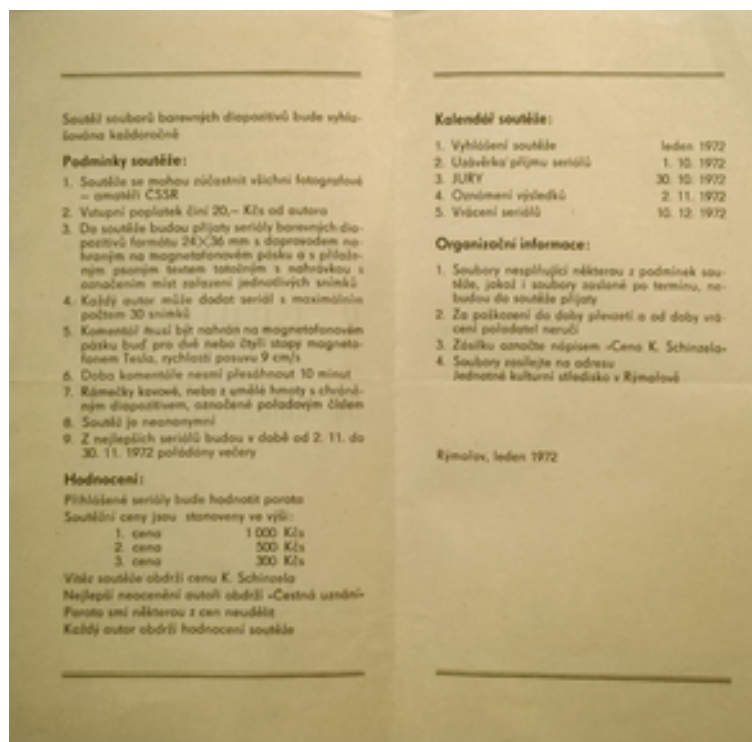 Soutěž souborů barevných diapozitivů bude vyhla-
šována každoročně
Podmínky soutěže:
1. Soutěže se mohou zúčastnit všichni fotografové
– amatéři ČSSR
2. Vstupní poplatek činí 20,– Kčs od autora
3. Do soutěže budou přijaty seriály barevných dia-
pozitivů formátu 24×36 mm s doprovodem na-
hraným na magnetofonovém pásku a s přilože-
ným psaným textem totožným s nahrávkou s
označením míst zařazení jednotlivých snímků
4. Každý autor může dodat seriál s maximálním
počtem 30 snímků
5. Komentář musí být nahrán na magnetofonovém
pásku buď pro dvě nebo čtyři stopy magneto-
fonem Tesla, rychlostí posuvu 9 cm/s
6. Doba komentáře nesmí přesáhnout 10 minut
7. Rámečky kovové, nebo z umělé hmoty s chráně-
ným diapozitivem, označené pořadovým číslem
8. Soutěž je neanonymní
9. Z nejlepších seriálů budou v době od 2. 11. do
30. 11. 1972 pořádány večery
Hodnocení:
Přihlášené seriály bude hodnotit porota
Soutěžní ceny jsou stanoveny ve výši:
1. cena 1 000 Kčs
2. cena 500 Kčs
3. cena 300 Kčs
Vítěz soutěže obdrží cenu K. Schinzela
Nejlepší neocenění autoři obdrží »Čestná uznání«
Porota smí některou z cen neudělit
Každý autor obdrží hodnocení soutěže
Kalendář soutěže:
1. Vyhlášení soutěže leden 1972
2. Uzávěrka příjmu seriálů 1. 10. 1972
3. JURY 30. 10. 1972
4. Oznámení výsledků 2. 11. 1972
5. Vrácení seriálů 10. 12. 1972
Organizační informace:
1. Soubory nesplňující některou z podmínek sou-
těže, jakož i soubory zaslané po termínu, ne-
budou do soutěže přijaty
2. Za poškození do doby převzetí a od doby vrá-
cení pořadatel neručí
3. Zásilku označte nápisem »Cena K. Schinzela«
4. Soubory zasílejte na adresu
Jednotné kulturní středisko v Rýmařově
Rýmařov, leden 1972